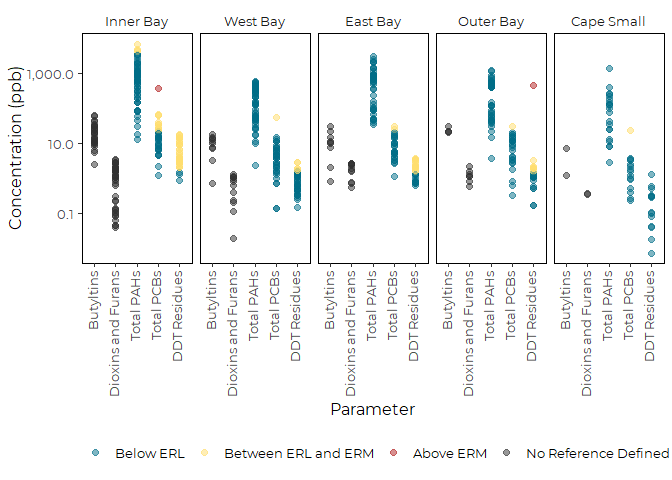 Inner Bay West Bay East Bay Outer Bay Cape Small
Concentration (ppb)
1,000.0
10.0
0.1
Butyltins Dioxins and Furans Total PAHs Total PCBs DDT Residues Butyltins Dioxins and Furans Total PAHs Total PCBs DDT Residues Butyltins Dioxins and Furans Total PAHs Total PCBs DDT Residues Butyltins Dioxins and Furans Total PAHs Total PCBs DDT Residues Butyltins Dioxins and Furans Total PAHs Total PCBs DDT Residues
Parameter
Below ERL Between ERL and ERM Above ERM No Reference Defined